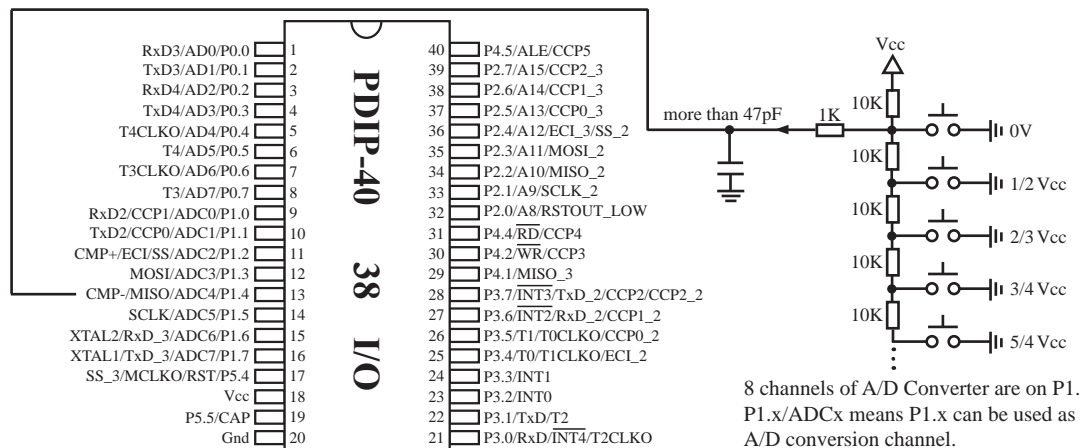 RxD3/AD0/P0.0 1
TxD3/AD1/P0.1 2
RxD4/AD2/P0.2 3
TxD4/AD3/P0.3 4
T4CLKO/AD4/P0.4 5
T4/AD5/P0.5 6
T3CLKO/AD6/P0.6 7
T3/AD7/P0.7 8
RxD2/CCP1/ADC0/P1.0 9
TxD2/CCP0/ADC1/P1.1 10
CMP+/ECI/SS/ADC2/P1.2 11
MOSI/ADC3/P1.3 12
CMP-/MISO/ADC4/P1.4 13
SCLK/ADC5/P1.5 14
XTAL2/RxD_3/ADC6/P1.6 15
XTAL1/TxD_3/ADC7/P1.7 16
SS_3/MCLKO/RST/P5.4 17
Vcc 18
P5.5/CAP 19
Gnd 20
PDIP-40 38 I/O
40 P4.5/ALE/CCP5
39 P2.7/A15/CCP2_3
38 P2.6/A14/CCP1_3
37 P2.5/A13/CCP0_3
36 P2.4/A12/ECI_3/SS_2
35 P2.3/A11/MOSI_2
34 P2.2/A10/MISO_2
33 P2.1/A9/SCLK_2
32 P2.0/A8/RSTOUT_LOW
31 P4.4/RD/CCP4
30 P4.2/WR/CCP3
29 P4.1/MISO_3
28 P3.7/INT3/TxD_2/CCP2/CCP2_2
27 P3.6/INT2/RxD_2/CCP1_2
26 P3.5/T1/T0CLKO/CCP0_2
25 P3.4/T0/T1CLKO/ECI_2
24 P3.3/INT1
23 P3.2/INT0
22 P3.1/TxD/T2
21 P3.0/RxD/INT4/T2CLKO
more than 47pF
1K
Vcc
10K
0V
10K
1/2 Vcc
10K
2/3 Vcc
10K
3/4 Vcc
10K
5/4 Vcc
8 channels of A/D Converter are on P1.
P1.x/ADCx means P1.x can be used as
A/D conversion channel.